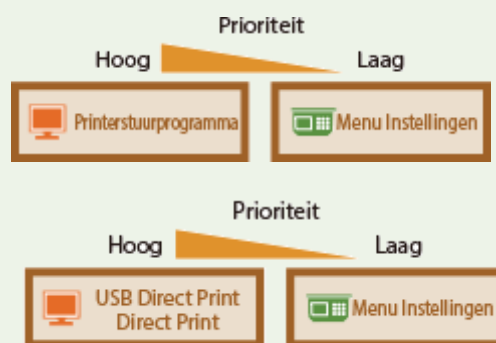 Prioriteit
Hoog Laag
Printerstuurprogramma Menu Instellingen
Prioriteit
Hoog Laag
USB Direct Print
Direct Print Menu Instellingen